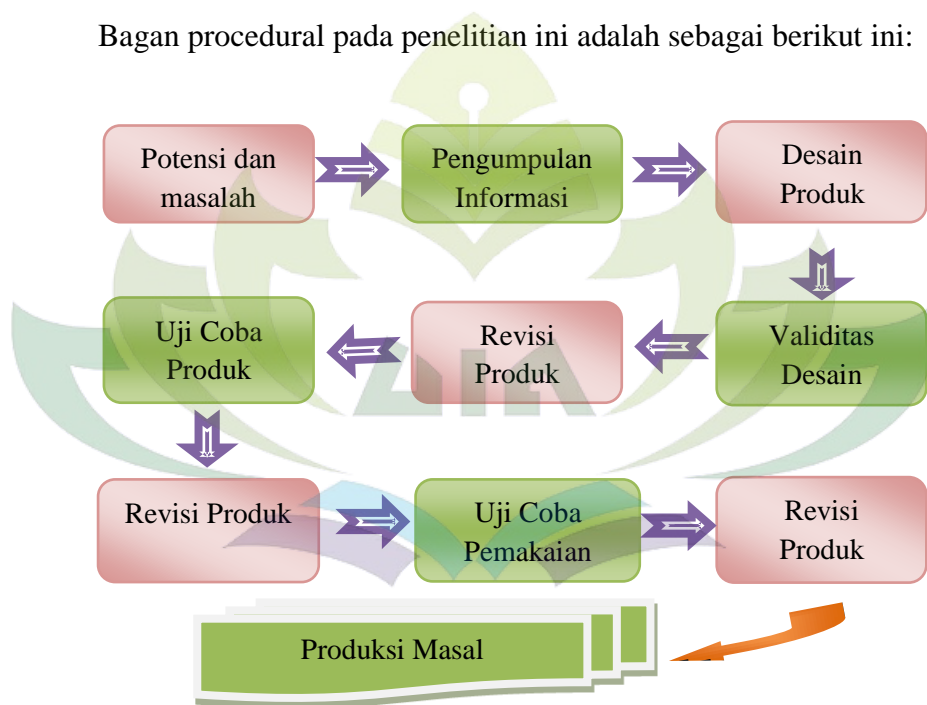 Bagan procedural pada penelitian ini adalah sebagai berikut ini:
Potensi dan
masalah
Pengumpulan
Informasi
Desain
Produk
Validitas
Desain
Revisi
Produk
Uji Coba
Produk
Revisi Produk
Uji Coba
Pemakaian
Revisi
Produk
Produksi Masal